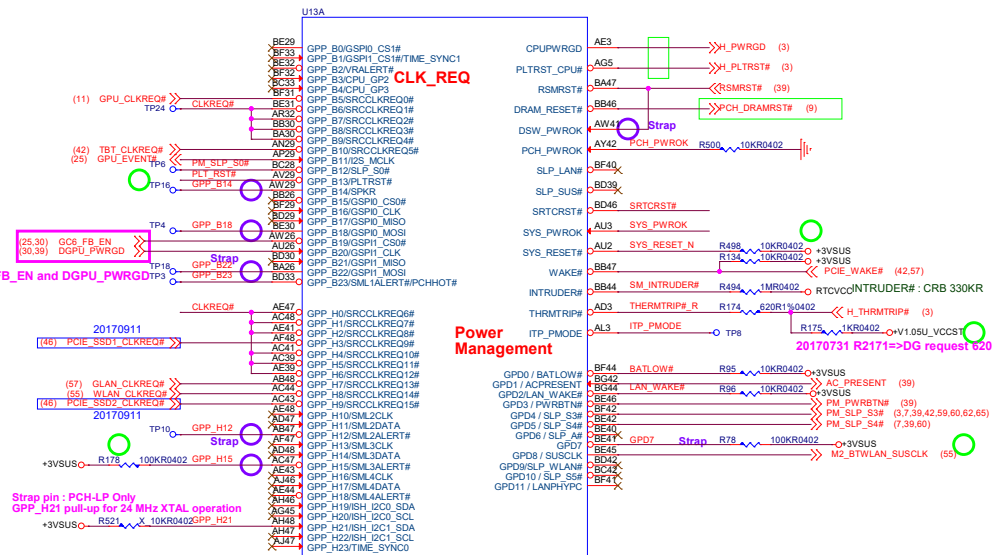 U13A
CLK_REQ
Power
Management
BE29 GPP_B0/GSPI0_CS1#
BF33 GPP_B1/GSPI1_CS1#/TIME_SYNC1
BE32 GPP_B2/VRALERT#
BF32 GPP_B3/CPU_GP2
BC33 GPP_B4/CPU_GP3
(11) GPU_CLKREQ# BF31 GPP_B5/SRCCLKREQ0#
TP24 CLKREQ# BE31 GPP_B6/SRCCLKREQ1#
AR32 GPP_B7/SRCCLKREQ2#
BB30 GPP_B8/SRCCLKREQ3#
BA30 GPP_B9/SRCCLKREQ4#
(42) TBT_CLKREQ# AN29 GPP_B10/SRCCLKREQ5#
(25) GPU_EVENT# AP29 GPP_B11/I2S_MCLK
TP6 PM_SLP_S0# BC28 GPP_B12/SLP_S0#
PLT_RST# AV29 GPP_B13/PLTRST#
TP16 GPP_B14 AW29 GPP_B14/SPKR
BB26 GPP_B15/GSPI0_CS0#
BF29 GPP_B16/GSPI0_CLK
BD29 GPP_B17/GSPI0_MISO
TP4 GPP_B18 BE30 GPP_B18/GSPI0_MOSI
(25,30) GC6_FB_EN AW26 GPP_B19/GSPI1_CS0#
(30,39) DGPU_PWRGD AU26 GPP_B20/GSPI1_CLK
Strap BD30 GPP_B21/GSPI1_MISO
FB_EN and DGPU_PWRGD
TP18 GPP_B22 BA26 GPP_B22/GSPI1_MOSI
TP3 GPP_B23 BD33 GPP_B23/SML1ALERT#/PCHHOT#
CLKREQ# AE47 GPP_H0/SRCCLKREQ6#
AC48 GPP_H1/SRCCLKREQ7#
20170911 AE41 GPP_H2/SRCCLKREQ8#
(46) PCIE_SSD1_CLKREQ# AF48 GPP_H3/SRCCLKREQ9#
AC41 GPP_H4/SRCCLKREQ10#
AC39 GPP_H5/SRCCLKREQ11#
AE39 GPP_H6/SRCCLKREQ12#
(57) GLAN_CLKREQ# AB48 GPP_H7/SRCCLKREQ13#
(55) WLAN_CLKREQ# AC44 GPP_H8/SRCCLKREQ14#
(46) PCIE_SSD2_CLKREQ# AC43 GPP_H9/SRCCLKREQ15#
20170911 AE48 GPP_H10/SML2CLK
AD47 GPP_H11/SML2DATA
TP10 GPP_H12 AB47 GPP_H12/SML2ALERT#
Strap AF47 GPP_H13/SML3CLK
AD48 GPP_H14/SML3DATA
+3VSUS R178 100KR0402 GPP_H15 AC47 GPP_H15/SML3ALERT#
AE43 GPP_H16/SML4CLK
AJ46 GPP_H17/SML4DATA
AE44 GPP_H18/SML4ALERT#
Strap pin : PCH-LP Only AH46 GPP_H19/ISH_I2C0_SDA
GPP_H21 pull-up for 24 MHz XTAL operation AG45 GPP_H20/ISH_I2C0_SCL
+3VSUS R521 X_10KR0402 GPP_H21 AH48 GPP_H21/ISH_I2C1_SDA
AH47 GPP_H22/ISH_I2C1_SCL
AJ47 GPP_H23/TIME_SYNC0
CPUPWRGD AE3 H_PWRGD (3)
PLTRST_CPU# AG5 H_PLTRST# (3)
RSMRST# BA47 RSMRST# (39)
DRAM_RESET# BB46 PCH_DRAMRST# (9)
DSW_PWROK AW41 Strap
PCH_PWROK AY42 PCH_PWROK R500 10KR0402
SLP_LAN# BF40
SLP_SUS# BD39
SRTCRST# BD46 SRTCRST#
SYS_PWROK AU3 SYS_PWROK
SYS_RESET# AU2 SYS_RESET_N R498 10KR0402 +3VSUS
R134 10KR0402 +3VSUS
WAKE# BB47 PCIE_WAKE# (42,57)
INTRUDER# BB44 SM_INTRUDER# R494 1MR0402 RTCVCC INTRUDER# : CRB 330KR
THRMTRIP# AD3 THERMTRIP#_R R174 620R1%0402 H_THRMTRIP# (3)
ITP_PMODE AL3 ITP_PMODE TP8 R175 1KR0402 +V1.05U_VCCST
20170731 R2171=>DG request 620
GPD0 / BATLOW# BF44 BATLOW# R95 10KR0402 +3VSUS
GPD1 / ACPRESENT BG42 AC_PRESENT (39)
GPD2/LAN_WAKE# BG44 LAN_WAKE# R96 10KR0402 +3VSUS
GPD3 / PWRBTN# BE46 PM_PWRBTN# (39)
GPD4 / SLP_S3# BF42 PM_SLP_S3# (3,7,39,42,59,60,62,65)
GPD5 / SLP_S4# BE42 PM_SLP_S4# (7,39,60)
GPD6 / SLP_A# BE40
GPD7 BE41 GPD7 Strap R78 100KR0402 +3VSUS
GPD8 / SUSCLK BE45 M2_BTWLAN_SUSCLK (55)
GPD9/SLP_WLAN# BD42
GPD10 / SLP_S5# BC42
GPD11 / LANPHYPC BF41